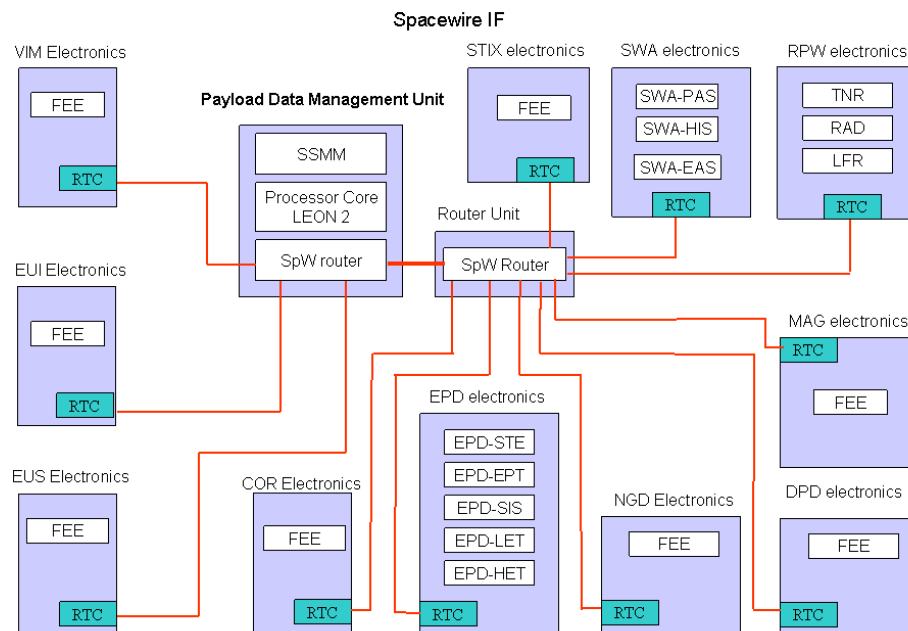 Spacewire IF
VIM Electronics
FEE
RTC
Payload Data Management Unit
SSMM
Processor Core
LEON 2
SpW router
STIX electronics
FEE
RTC
SWA electronics
SWA-PAS
SWA-HIS
SWA-EAS
RTC
RPW electronics
TNR
RAD
LFR
RTC
Router Unit
SpW Router
EUI Electronics
FEE
RTC
MAG electronics
RTC
FEE
EUS Electronics
FEE
RTC
COR Electronics
FEE
RTC
EPD electronics
EPD-STE
EPD-EPT
EPD-SIS
EPD-LET
EPD-HET
RTC
NGD Electronics
FEE
RTC
DPD electronics
FEE
RTC